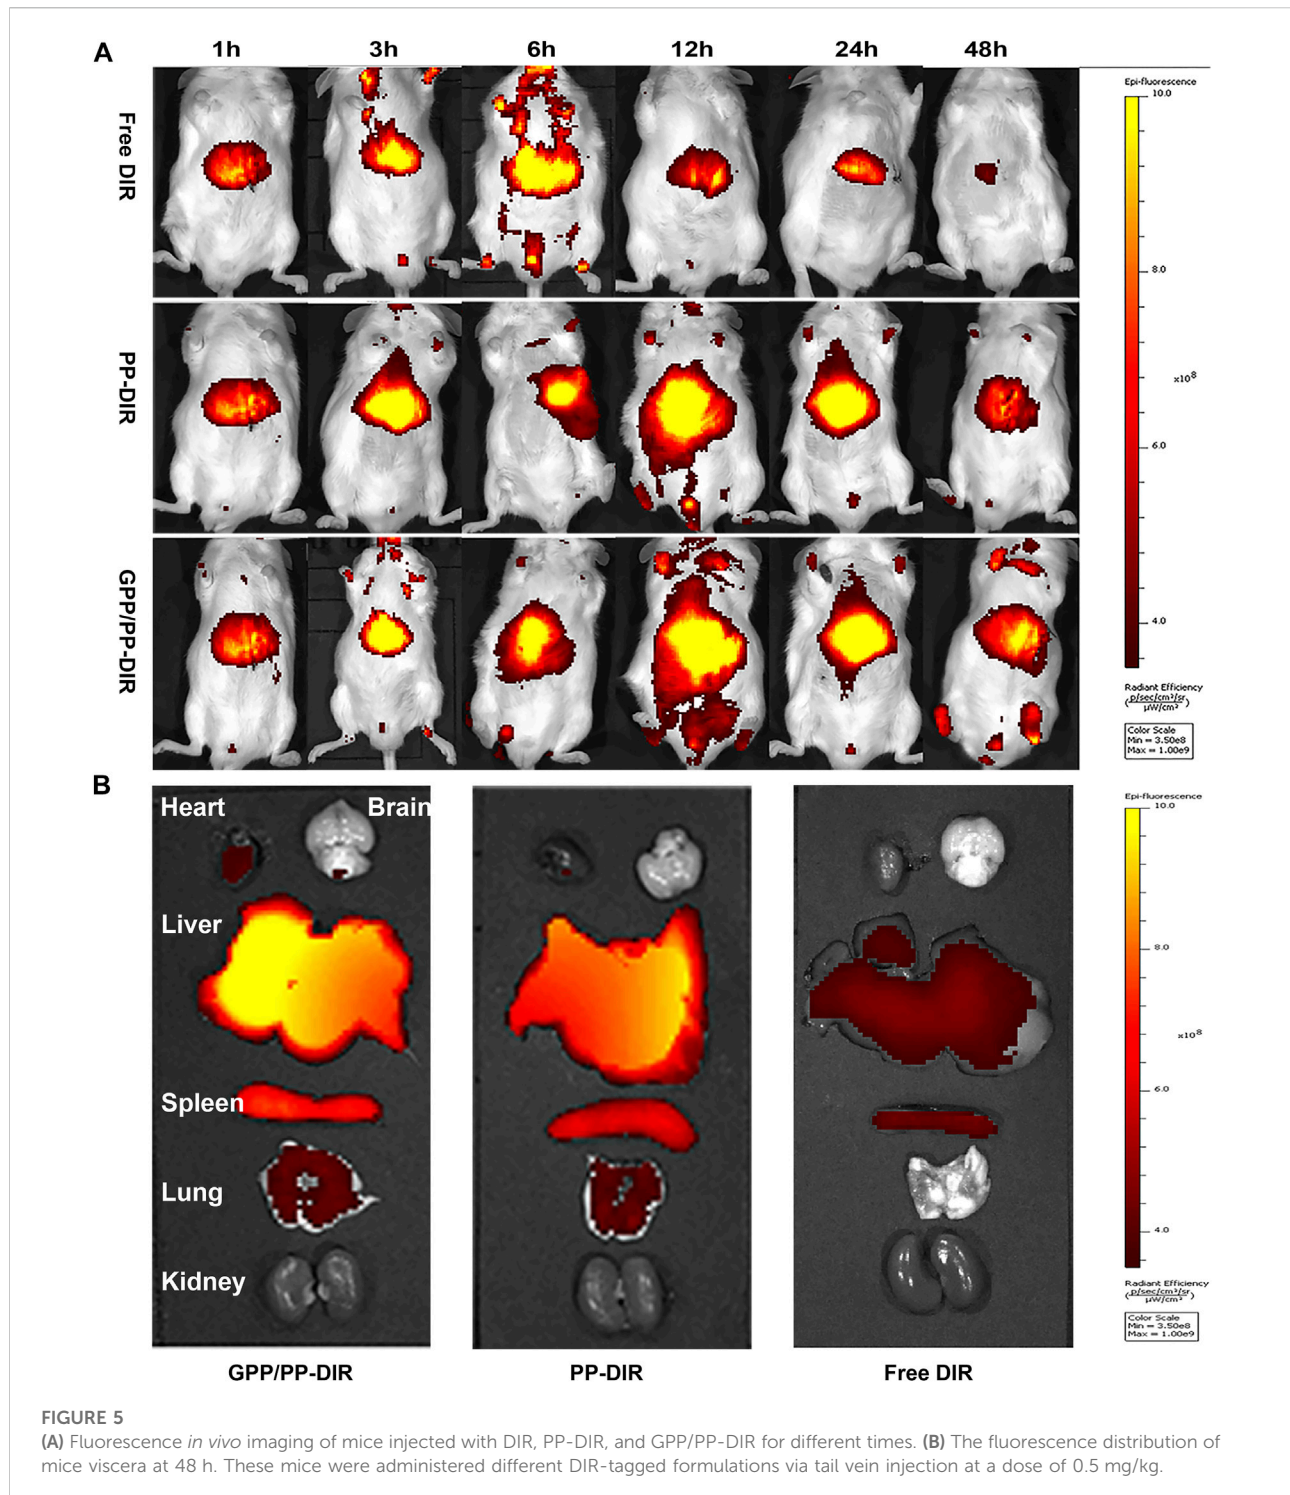 A
1h 3h 6h 12h 24h 48h
Free DIR
PP-DIR
GPP/PP-DIR
Epi-fluorescence
10.0
8.0
x10⁸
6.0
4.0
Radiant Efficiency
(p/sec/cm²/sr / µW/cm²)
Color Scale
Min = 3.50e8
Max = 1.00e9
B
Heart Brain
Liver
Spleen
Lung
Kidney
GPP/PP-DIR PP-DIR Free DIR
Epi-fluorescence
10.0
8.0
x10⁸
6.0
4.0
Radiant Efficiency
(p/sec/cm²/sr / µW/cm²)
Color Scale
Min = 3.50e8
Max = 1.00e9
FIGURE 5
(A) Fluorescence in vivo imaging of mice injected with DIR, PP-DIR, and GPP/PP-DIR for different times. (B) The fluorescence distribution of
mice viscera at 48 h. These mice were administered different DIR-tagged formulations via tail vein injection at a dose of 0.5 mg/kg.